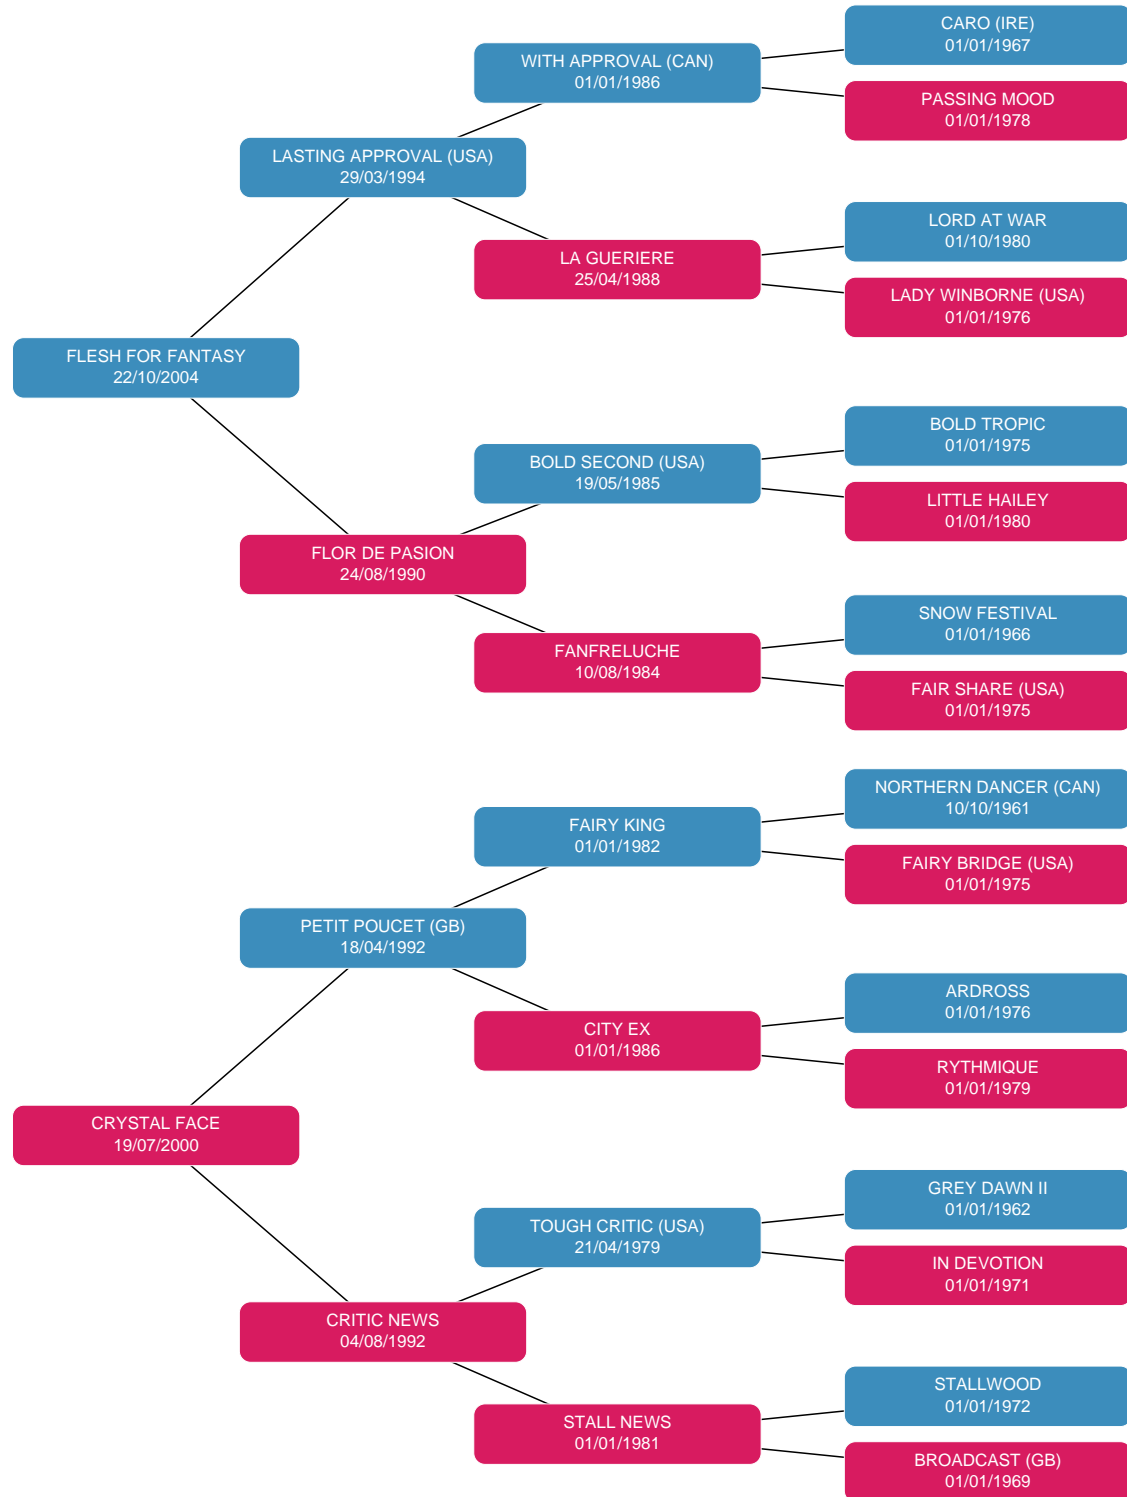 CARO (IRE)
01/01/1967
WITH APPROVAL (CAN)
01/01/1986
PASSING MOOD
01/01/1978
LASTING APPROVAL (USA)
29/03/1994
LORD AT WAR
01/10/1980
LA GUERIERE
25/04/1988
LADY WINBORNE (USA)
01/01/1976
FLESH FOR FANTASY
22/10/2004
BOLD TROPIC
01/01/1975
BOLD SECOND (USA)
19/05/1985
LITTLE HAILEY
01/01/1980
FLOR DE PASION
24/08/1990
SNOW FESTIVAL
01/01/1966
FANFRELUCHE
10/08/1984
FAIR SHARE (USA)
01/01/1975
NORTHERN DANCER (CAN)
10/10/1961
FAIRY KING
01/01/1982
FAIRY BRIDGE (USA)
01/01/1975
PETIT POUCET (GB)
18/04/1992
ARDROSS
01/01/1976
CITY EX
01/01/1986
RYTHMIQUE
01/01/1979
CRYSTAL FACE
19/07/2000
GREY DAWN II
01/01/1962
TOUGH CRITIC (USA)
21/04/1979
IN DEVOTION
01/01/1971
CRITIC NEWS
04/08/1992
STALLWOOD
01/01/1972
STALL NEWS
01/01/1981
BROADCAST (GB)
01/01/1969